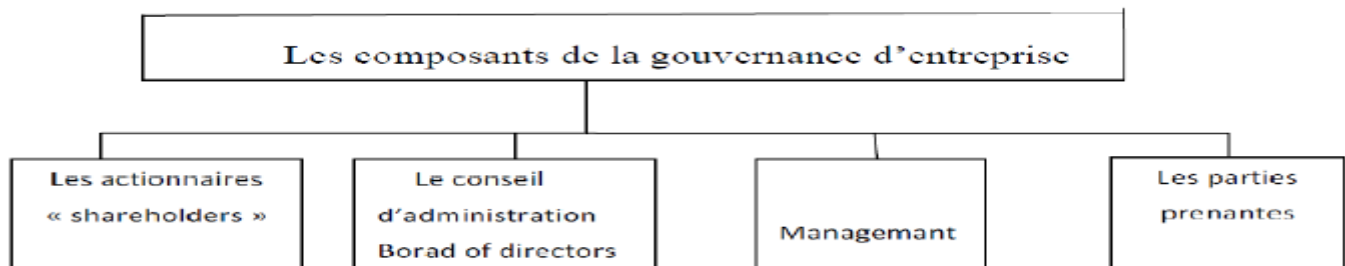 Les composants de la gouvernance d'entreprise
Les actionnaires
« shareholders »
Le conseil
d'administration
Borad of directors
Managemant
Les parties
prenantes